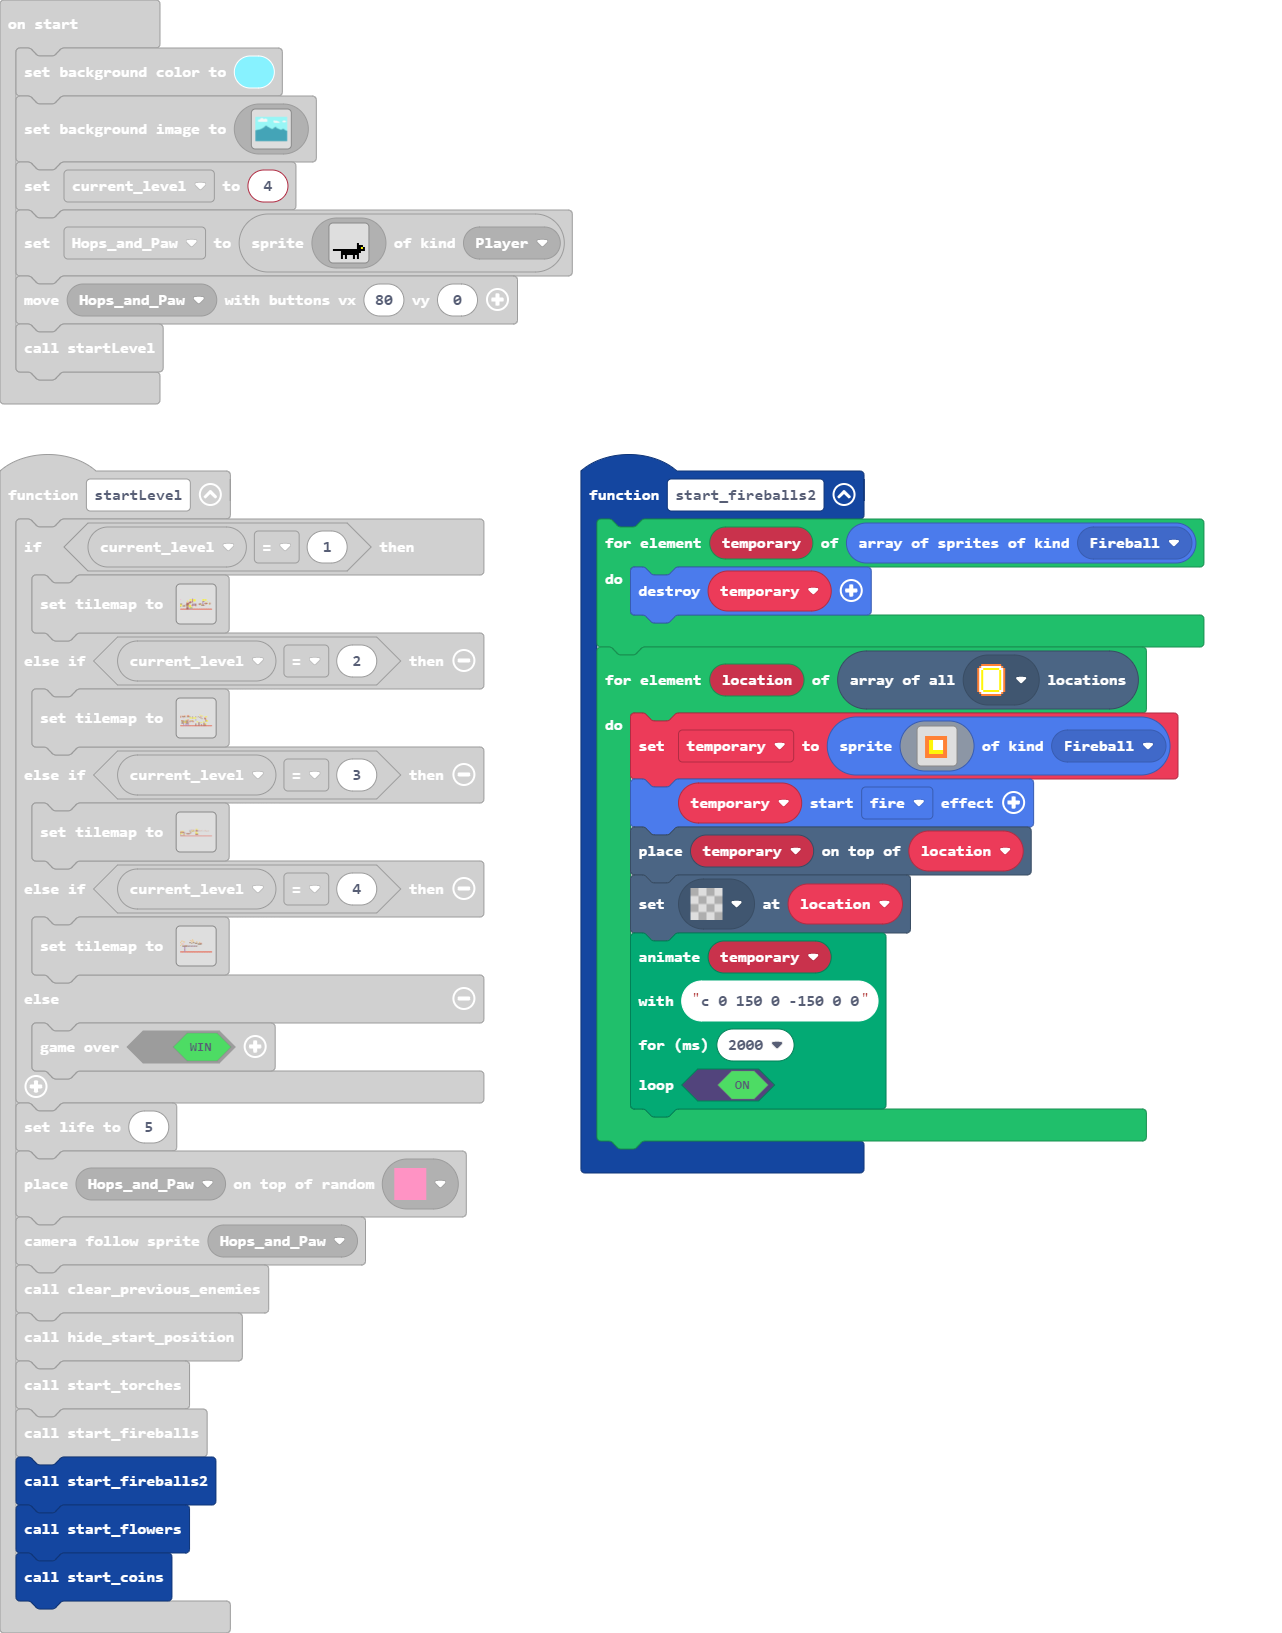 on start
set background color to
set background image to
set current_level to 4
set Hops_and_Paw to sprite of kind Player
move Hops_and_Paw with buttons vx 80 vy 0
call startLevel
function startLevel
if current_level = 1 then
set tilemap to
else if current_level = 2 then
set tilemap to
else if current_level = 3 then
set tilemap to
else if current_level = 4 then
set tilemap to
else
game over WIN
set life to 5
place Hops_and_Paw on top of random
camera follow sprite Hops_and_Paw
call clear_previous_enemies
call hide_start_position
call start_torches
call start_fireballs
call start_fireballs2
call start_flowers
call start_coins
function start_fireballs2
for element temporary of array of sprites of kind Fireball
do
destroy temporary
for element location of array of all locations
do
set temporary to sprite of kind Fireball
temporary start fire effect
place temporary on top of location
set at location
animate temporary
with "c 0 150 0 -150 0 0"
for (ms) 2000
loop ON